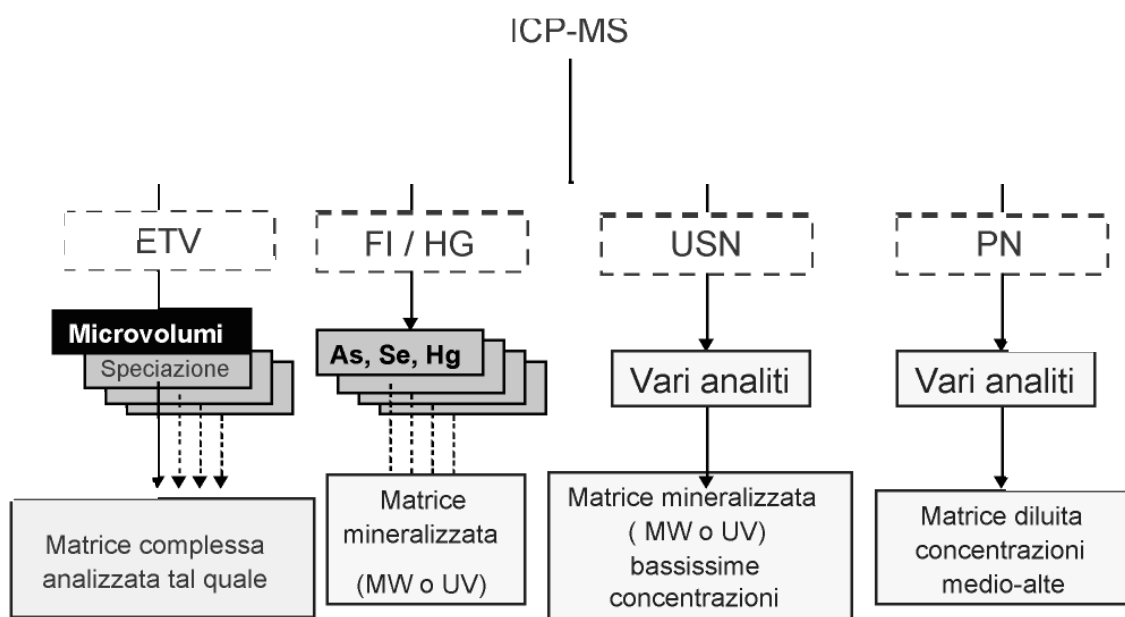 ICP-MS
ETV
FI / HG
USN
PN
Microvolumi
Speciazione
As, Se, Hg
Vari analiti
Vari analiti
Matrice complessa
analizzata tal quale
Matrice
mineralizzata
(MW o UV)
Matrice mineralizzata
( MW o UV)
bassissime
concentrazioni
Matrice diluita
concentrazioni
medio-alte